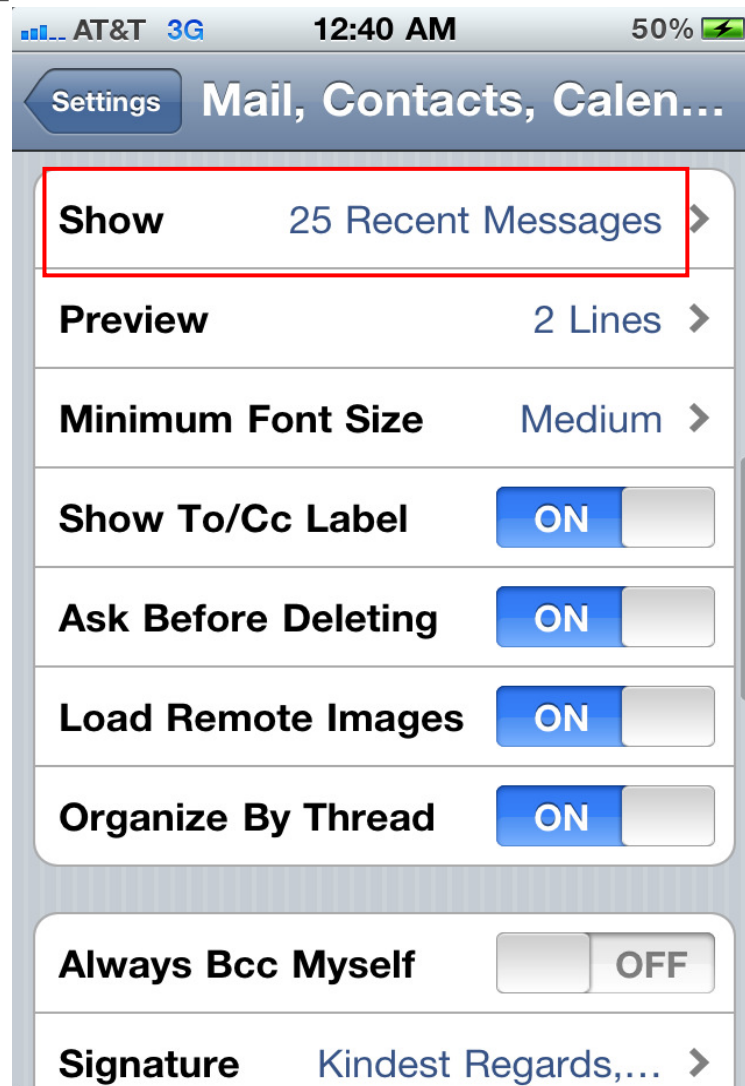 AT&T 3G 12:40 AM 50%
Settings Mail, Contacts, Calen...
Show 25 Recent Messages
Preview 2 Lines
Minimum Font Size Medium
Show To/Cc Label ON
Ask Before Deleting ON
Load Remote Images ON
Organize By Thread ON
Always Bcc Myself OFF
Signature Kindest Regards,...